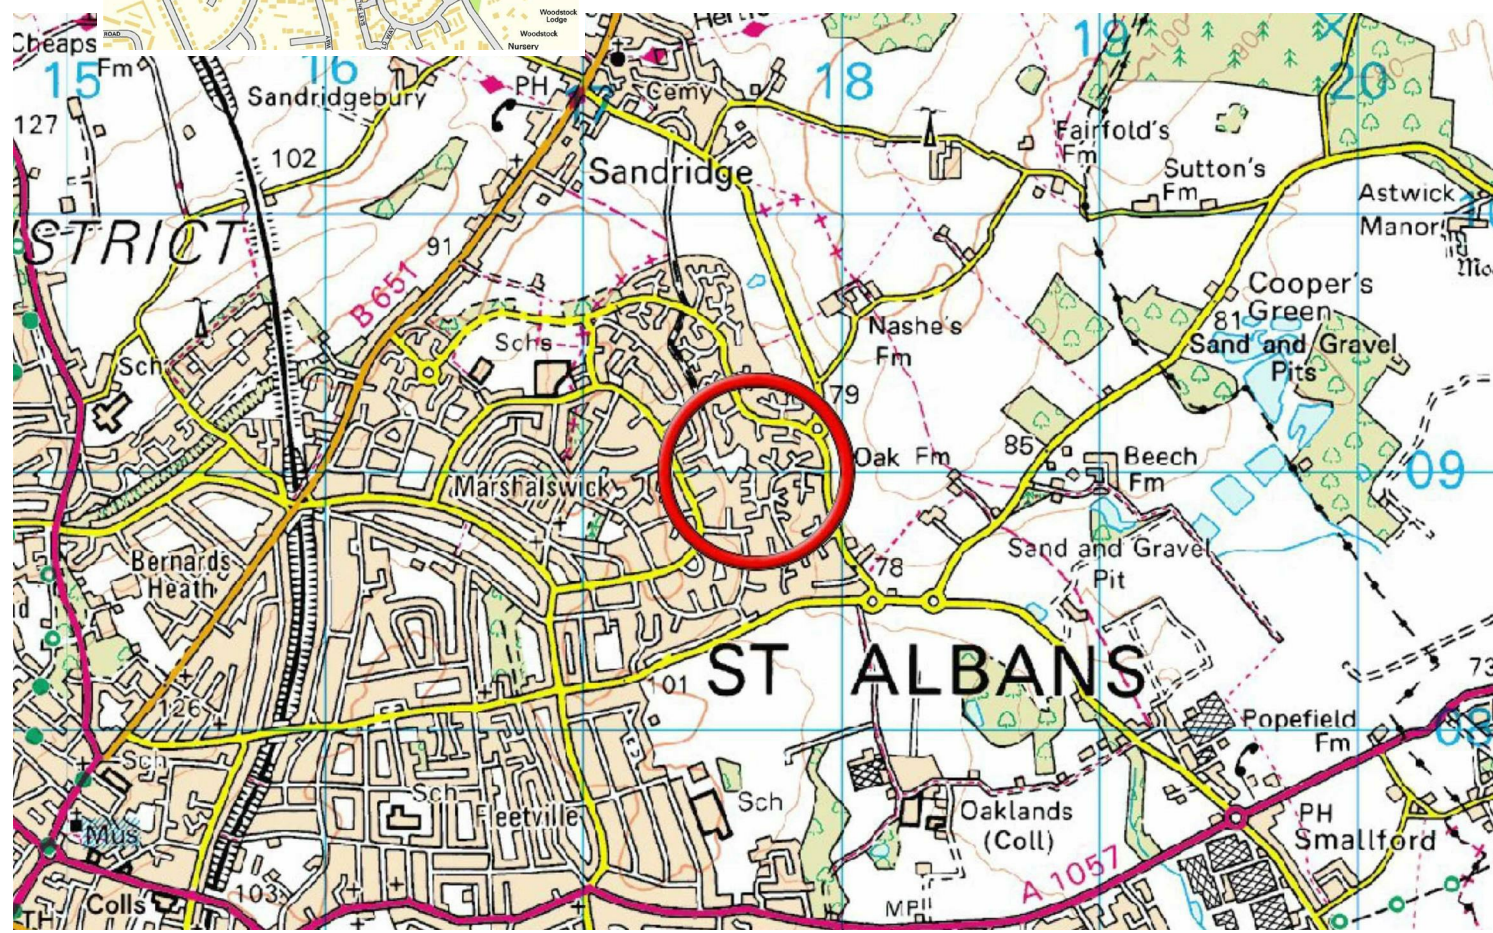 Woodstock
Lodge
Woodstock
Nursery
ROAD
Cheaps
Fm
15
16
18
19
20
PH
Cemy
Sandridgebury
127
102
Sandridge
Fairfold's
Fm
Sutton's
Fm
Astwick
Manor
STRICT
91
B 651
Cooper's
Green
81
Sand and Gravel
Pits
Nashe's
Fm
Schs
Sch
79
Oak Fm
85
Beech
Fm
09
Marshalswick
Bernards
Heath
Sand and Gravel
Pit
78
ST ALBANS
101
126
73
Popefield
Fm
08
Sch
Sch
Fleetville
Sch
Oaklands
(Coll)
PH
Smallford
Mus
A 1057
103
Colls
MP
TH